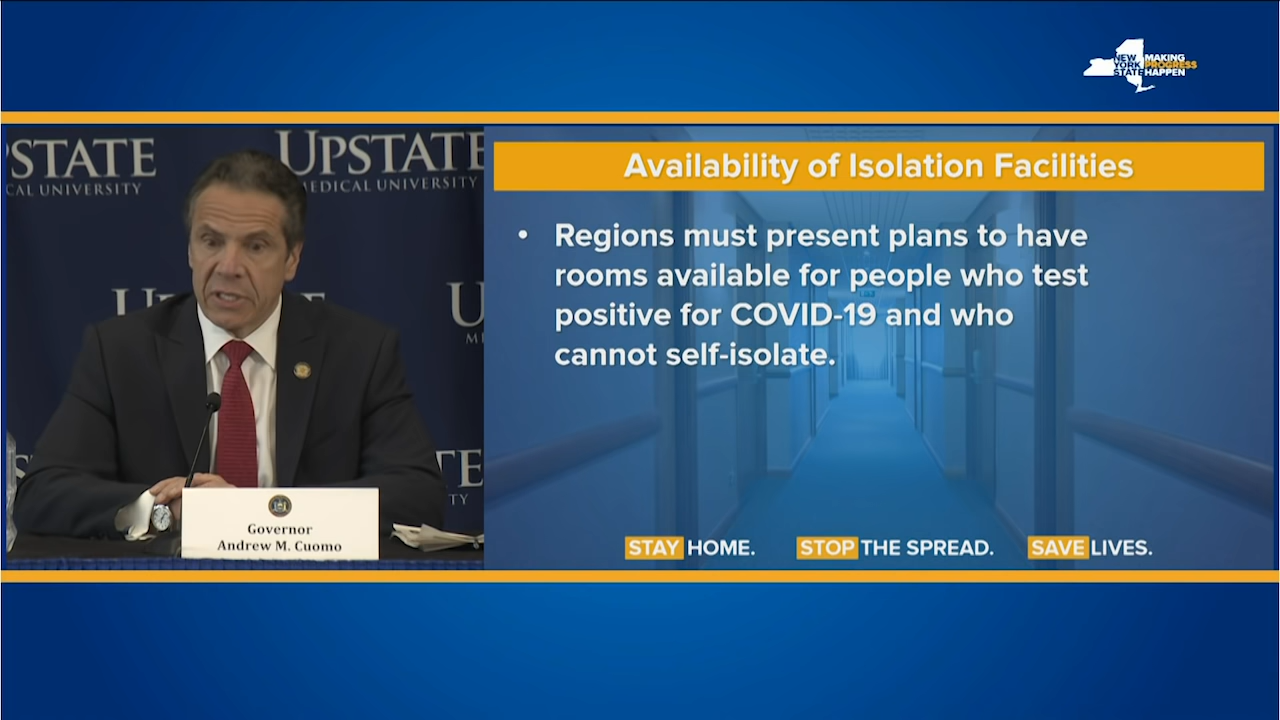 NEW YORK STATE
MAKING
PROGRESS
HAPPEN
STATE
CAL UNIVERSITY
UPSTATE
MEDICAL UNIVERSITY
Availability of Isolation Facilities
• Regions must present plans to have
rooms available for people who test
positive for COVID-19 and who
cannot self-isolate.
Governor
Andrew M. Cuomo
STAY HOME. STOP THE SPREAD. SAVE LIVES.